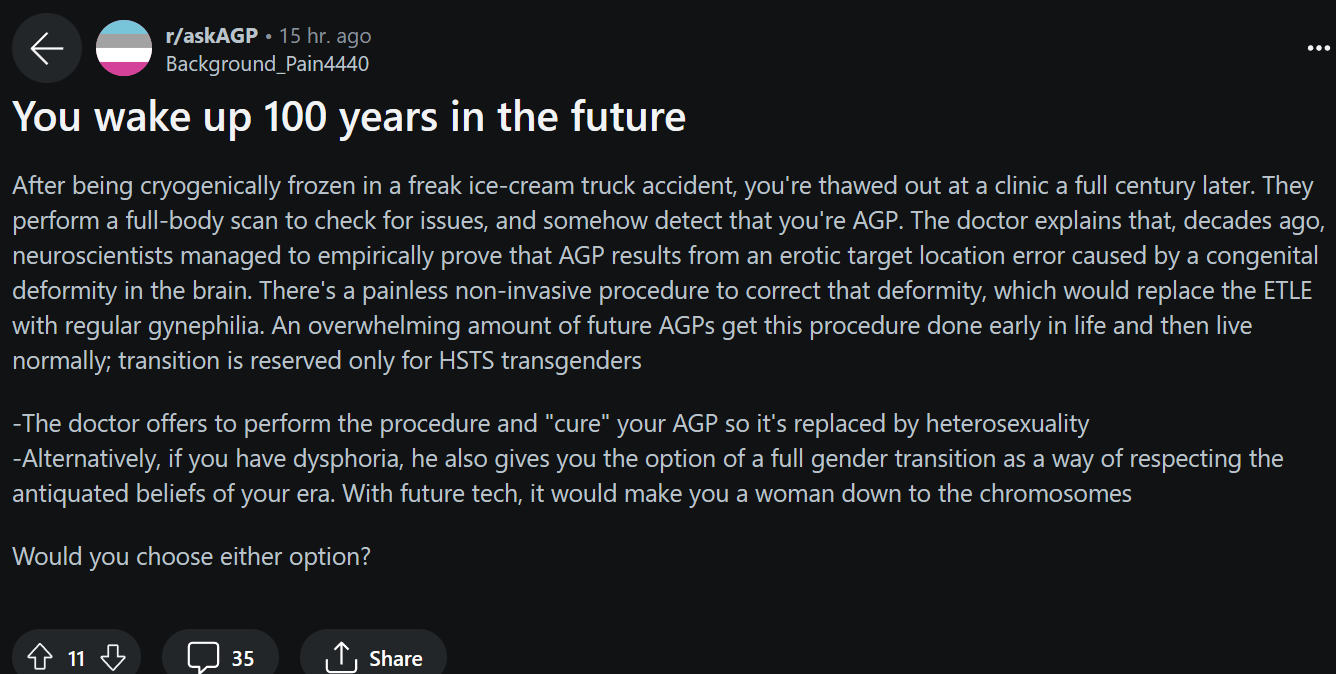 r/askAGP • 15 hr. ago
Background_Pain4440
You wake up 100 years in the future
After being cryogenically frozen in a freak ice-cream truck accident, you're thawed out at a clinic a full century later. They
perform a full-body scan to check for issues, and somehow detect that you're AGP. The doctor explains that, decades ago,
neuroscientists managed to empirically prove that AGP results from an erotic target location error caused by a congenital
deformity in the brain. There's a painless non-invasive procedure to correct that deformity, which would replace the ETLE
with regular gynephilia. An overwhelming amount of future AGPs get this procedure done early in life and then live
normally; transition is reserved only for HSTS transgenders
-The doctor offers to perform the procedure and "cure" your AGP so it's replaced by heterosexuality
-Alternatively, if you have dysphoria, he also gives you the option of a full gender transition as a way of respecting the
antiquated beliefs of your era. With future tech, it would make you a woman down to the chromosomes
Would you choose either option?
11 35 Share